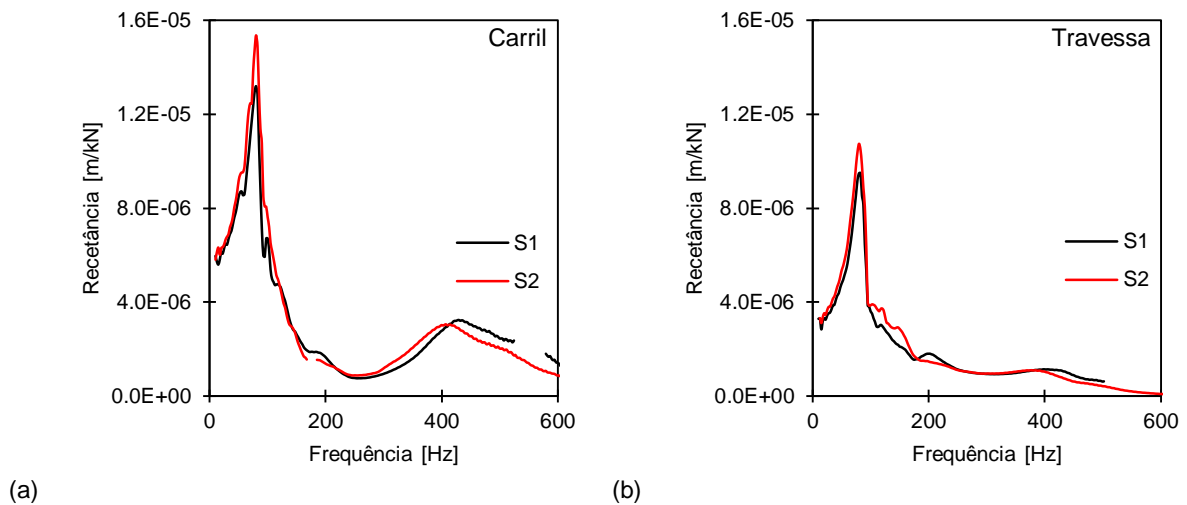 Carril
1.6E-05
1.2E-05
8.0E-06
4.0E-06
0.0E+00
Recetância [m/kN]
S1
S2
0
200
400
600
Frequência [Hz]
(a)
Travessa
1.6E-05
1.2E-05
8.0E-06
4.0E-06
0.0E+00
Recetância [m/kN]
S1
S2
0
200
400
600
Frequência [Hz]
(b)